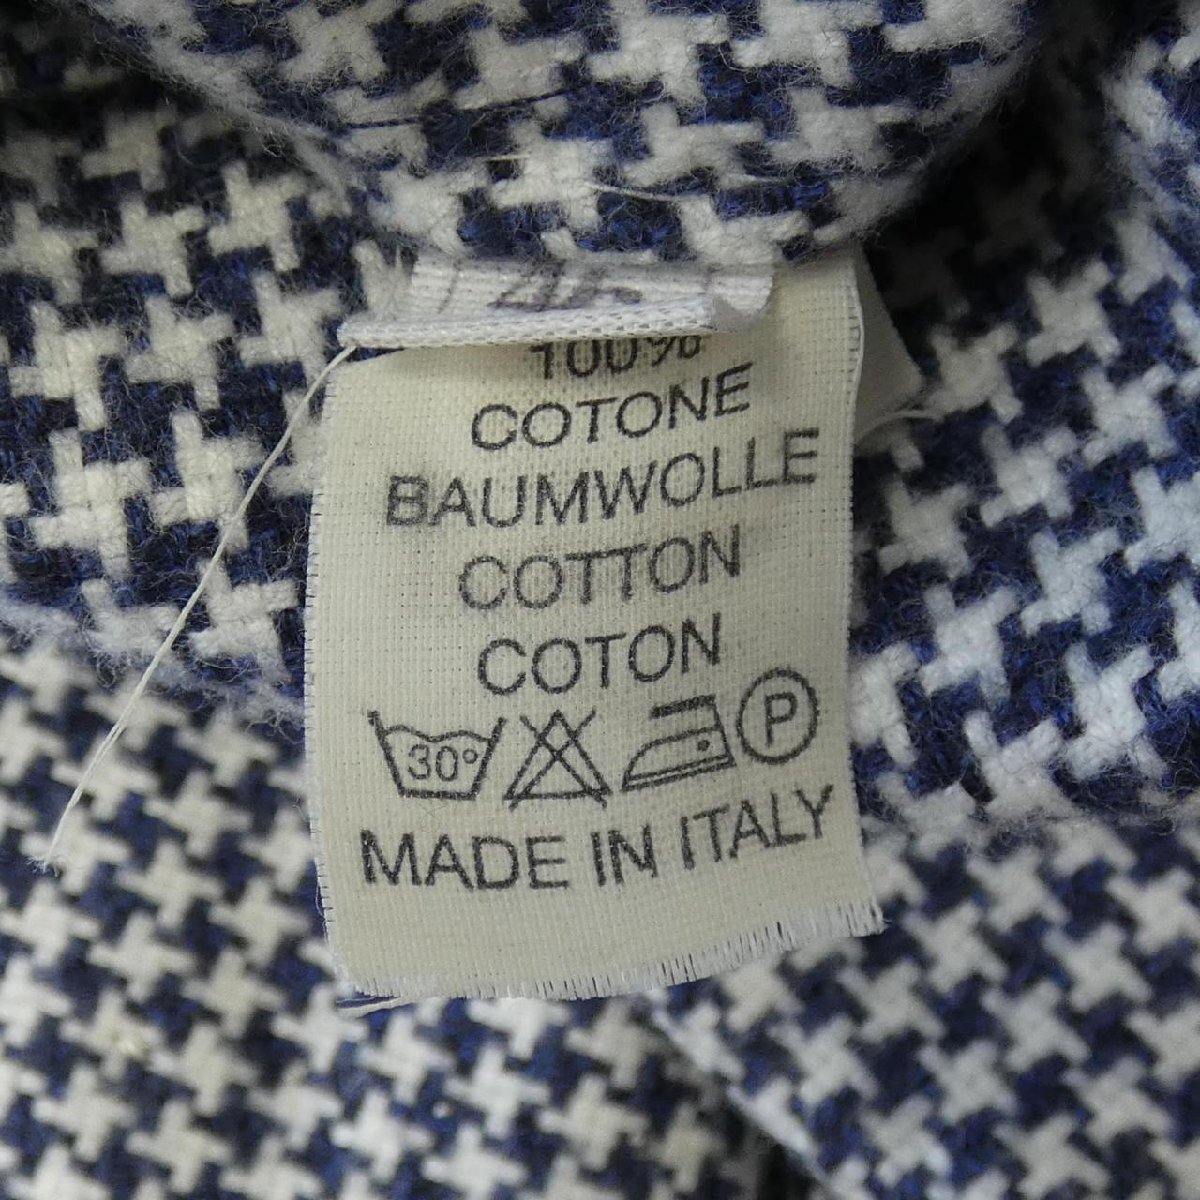 100%
COTONE
BAUMWOLLE
COTTON
COTON
30° P
MADE IN ITALY